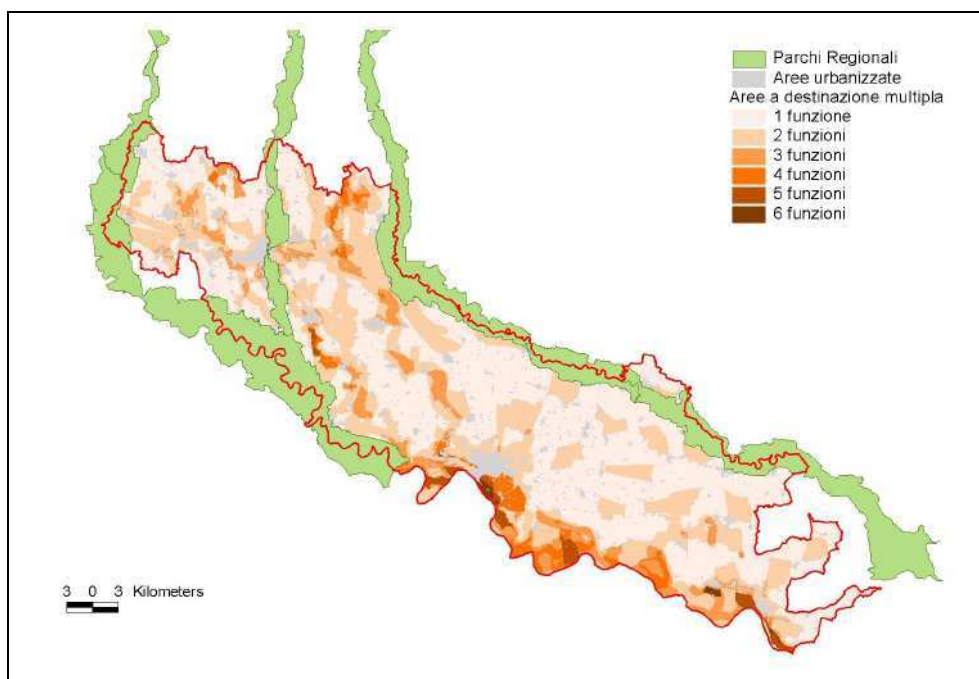 Parchi Regionali
Aree urbanizzate
Aree a destinazione multipla
1 funzione
2 funzioni
3 funzioni
4 funzioni
5 funzioni
6 funzioni
3 0 3 Kilometers